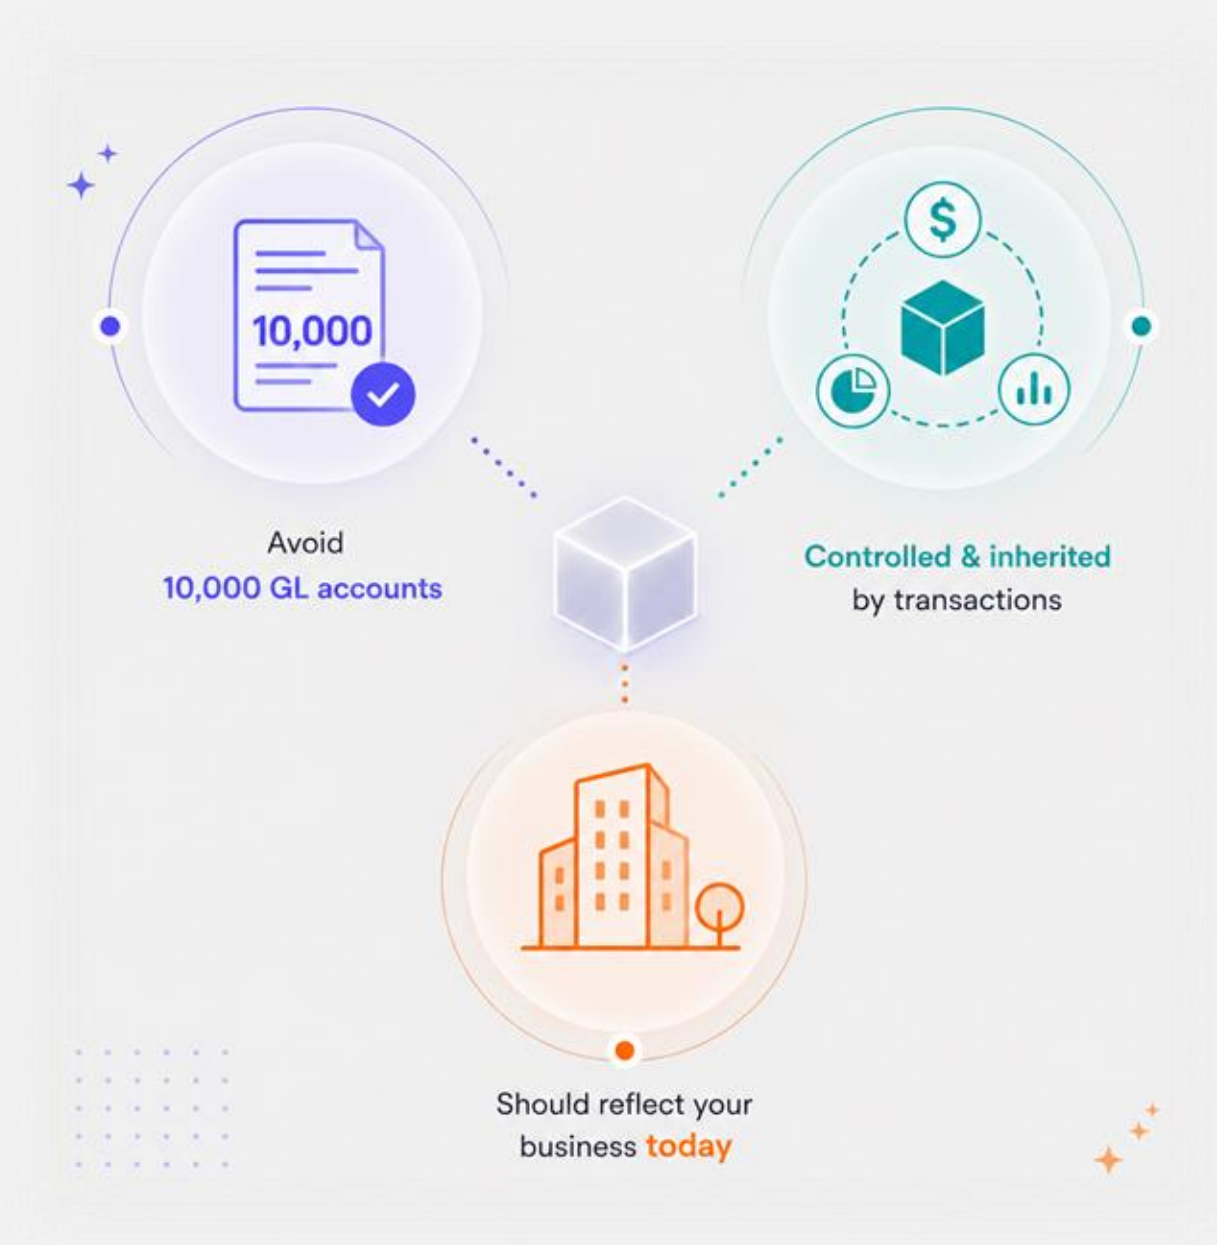 10,000
$
Avoid
10,000 GL accounts
Controlled & inherited
by transactions
Should reflect your
business today